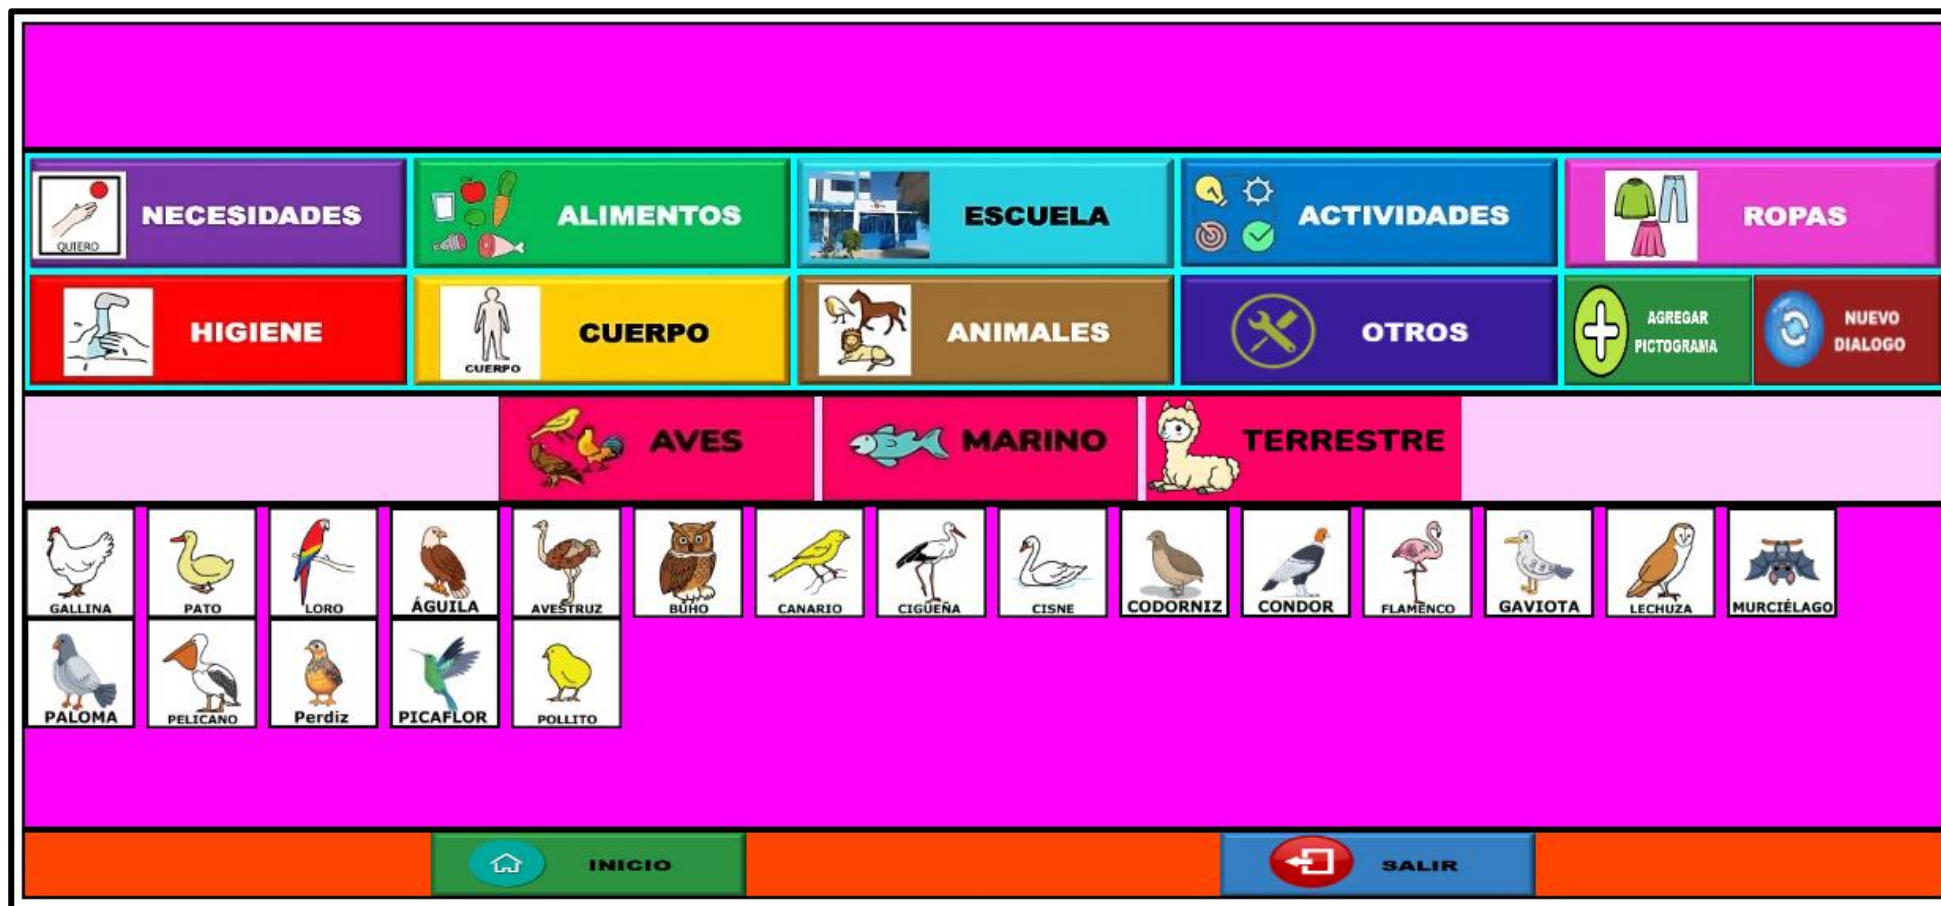 QUIERO
NECESIDADES
ALIMENTOS
ESCUELA
ACTIVIDADES
ROPAS
HIGIENE
CUERPO
CUERPO
ANIMALES
OTROS
AGREGAR
PICTOGRAMA
NUEVO
DIALOGO
AVES
MARINO
TERRESTRE
GALLINA
PATO
LORO
ÁGUILA
AVESTRUZ
BÚHO
CANARIO
CIGÜEÑA
CISNE
CODORNIZ
CONDOR
FLAMENCO
GAVIOTA
LECHUZA
MURCIÉLAGO
PALOMA
PELICANO
Perdiz
PICAFLOR
POLLITO
INICIO
SALIR